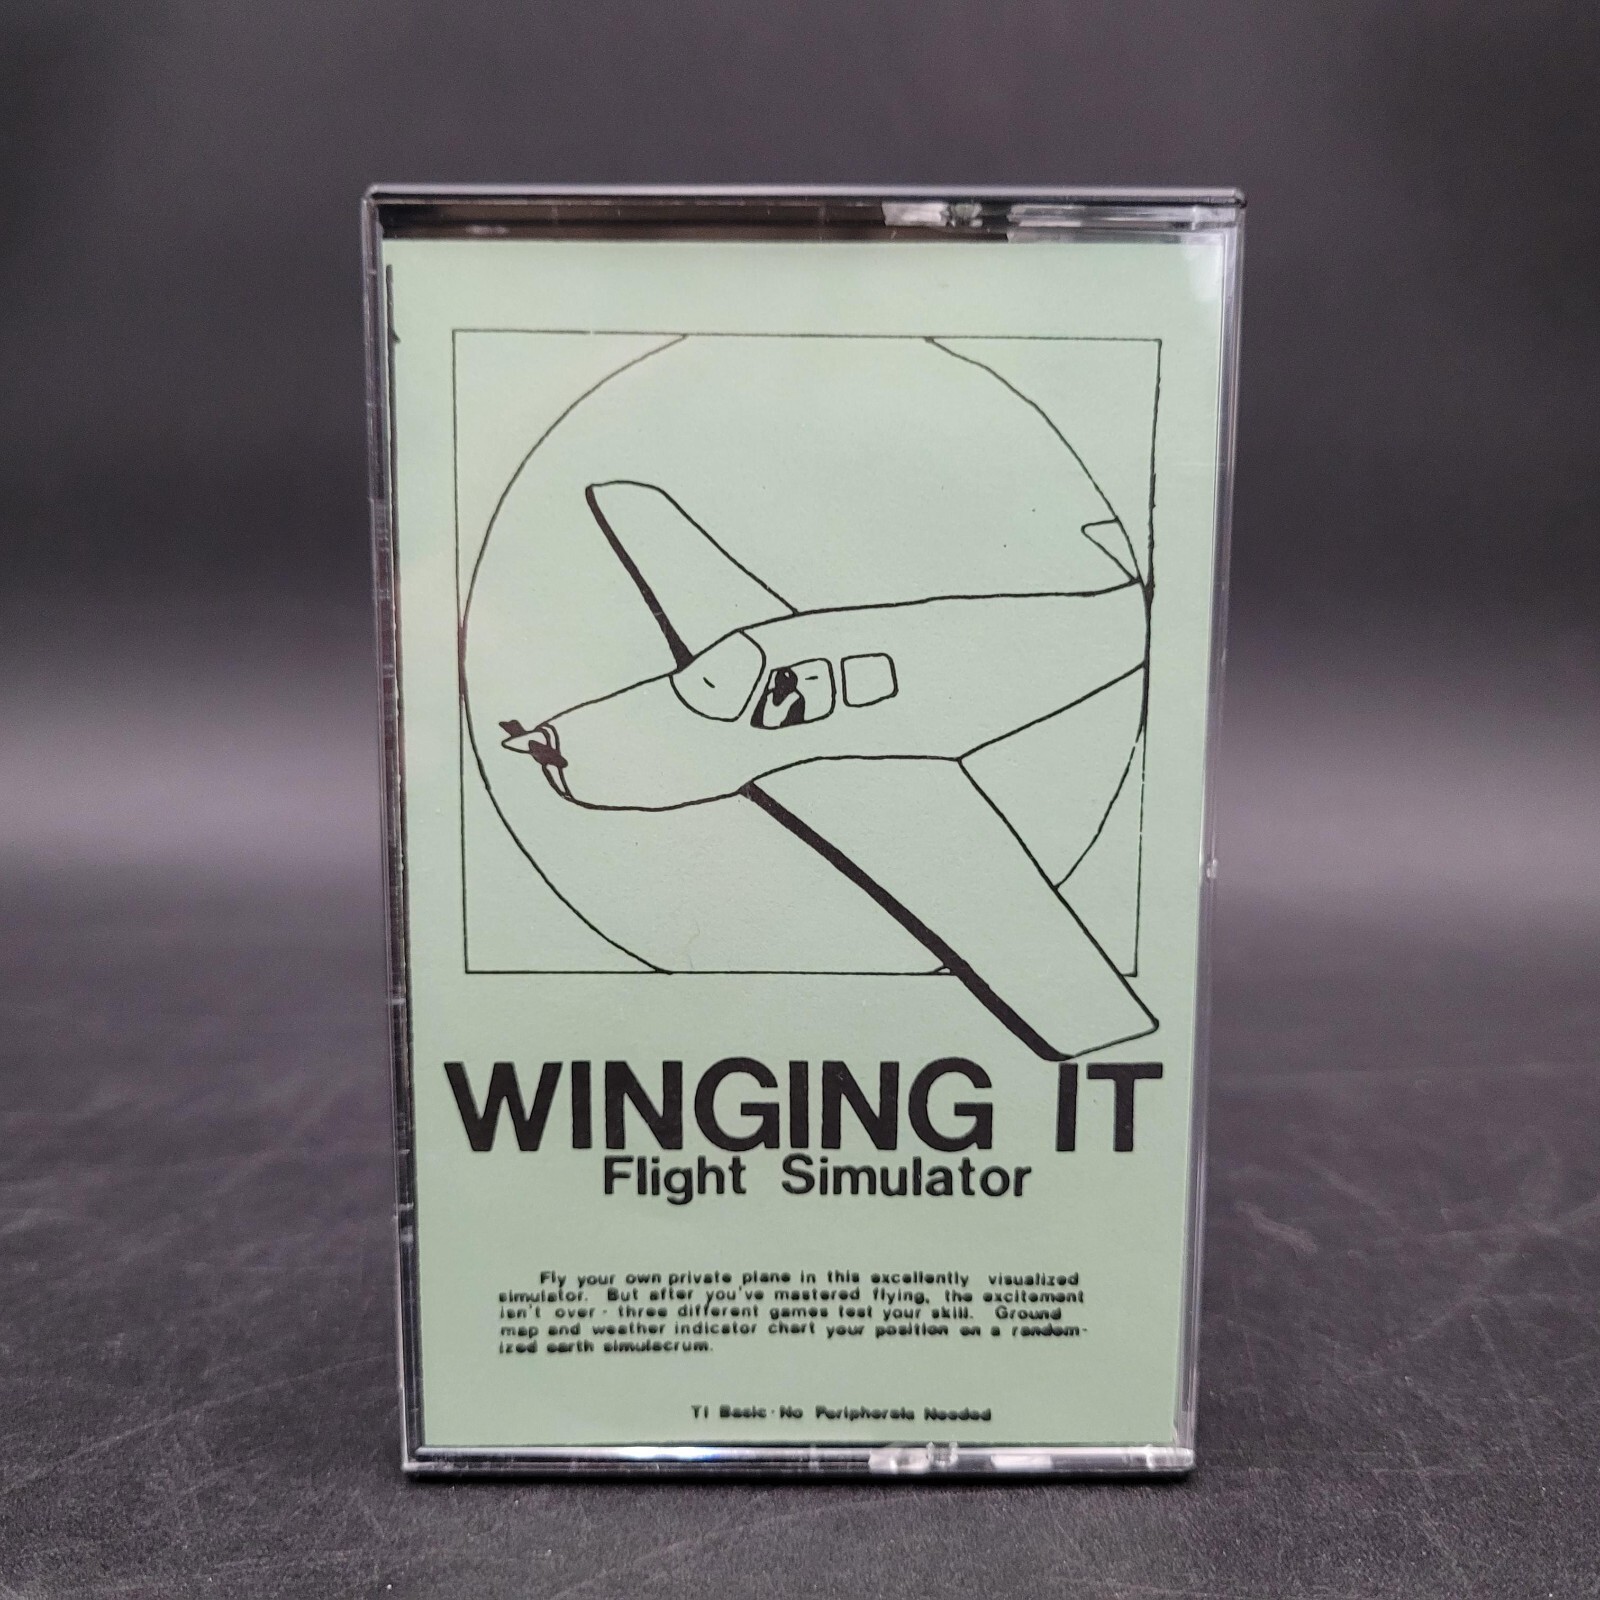 WINGING IT
Flight Simulator
Fly your own private plane in this excellently visualized
simulator. But after you've mastered flying, the excitement
isn't over - three different games test your skill. Ground
map and weather indicator chart your position on a random-
ized earth simulacrum.
TI Basic - No Peripherals Needed